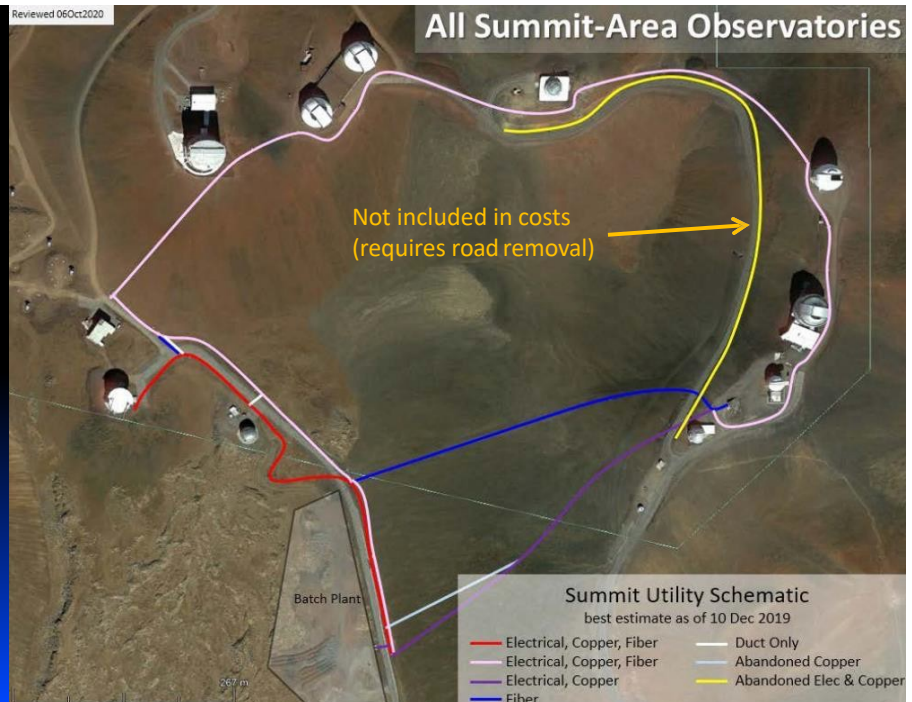 Reviewed 06Oct2020
All Summit-Area Observatories
Not included in costs
(requires road removal)
Batch Plant
267 m
Summit Utility Schematic
best estimate as of 10 Dec 2019
Electrical, Copper, Fiber
Electrical, Copper, Fiber
Electrical, Copper
Fiber
Duct Only
Abandoned Copper
Abandoned Elec & Copper